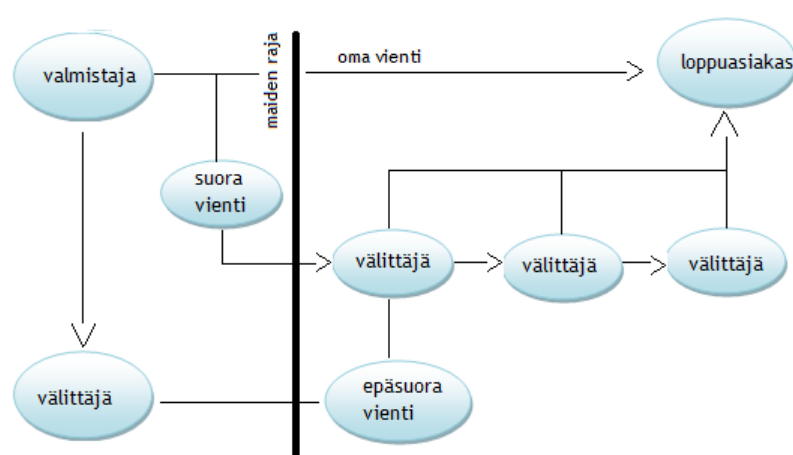 valmistaja
maiden raja
oma vienti
loppuasiakas
suora
vienti
välittäjä
välittäjä
välittäjä
välittäjä
epäsuora
vienti